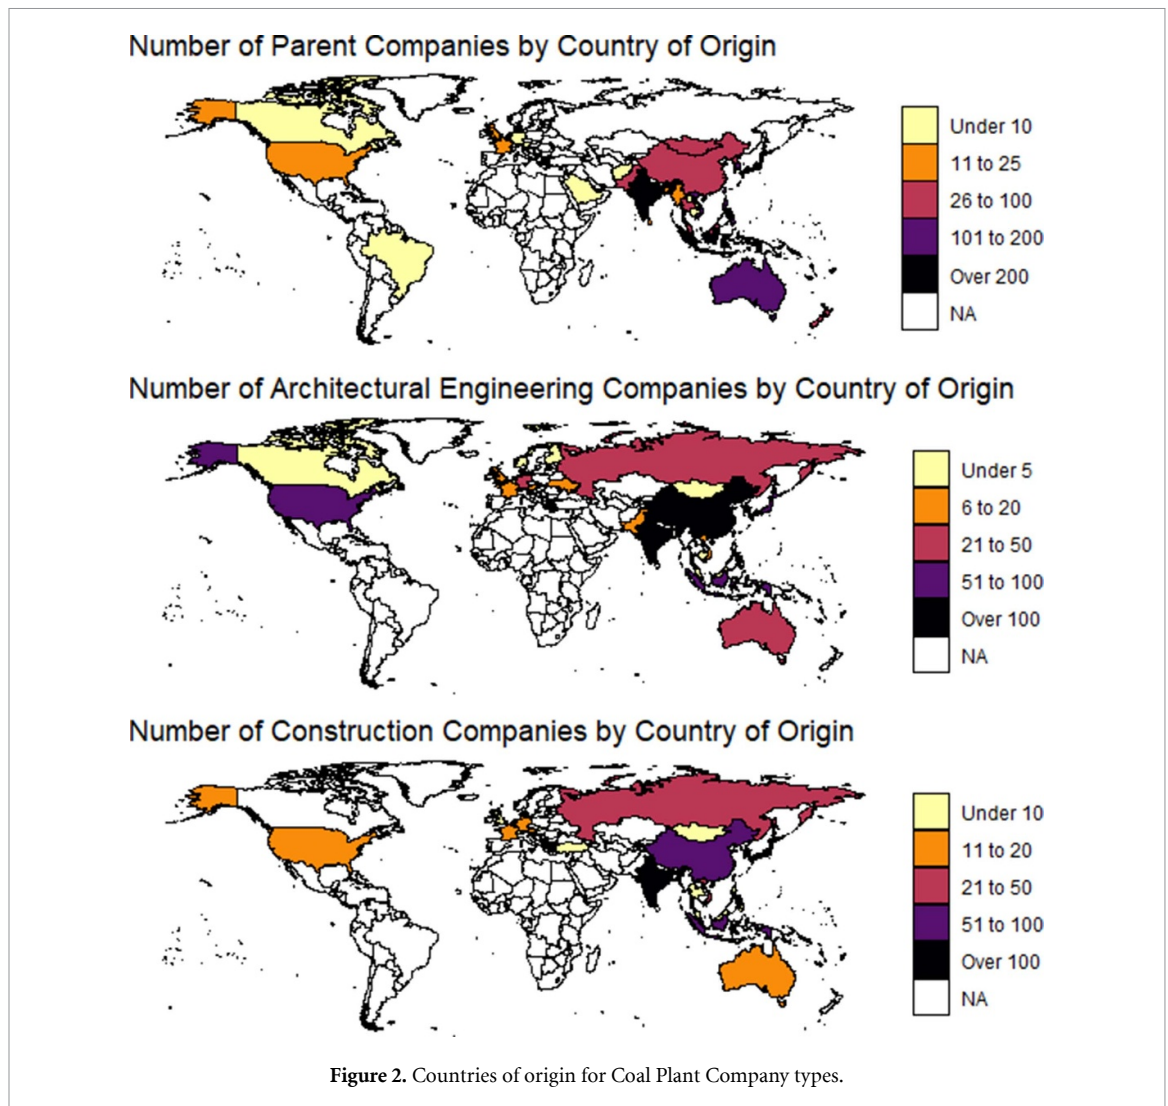 Number of Parent Companies by Country of Origin
Under 10
11 to 25
26 to 100
101 to 200
Over 200
NA
Number of Architectural Engineering Companies by Country of Origin
Under 5
6 to 20
21 to 50
51 to 100
Over 100
NA
Number of Construction Companies by Country of Origin
Under 10
11 to 20
21 to 50
51 to 100
Over 100
NA
Figure 2. Countries of origin for Coal Plant Company types.